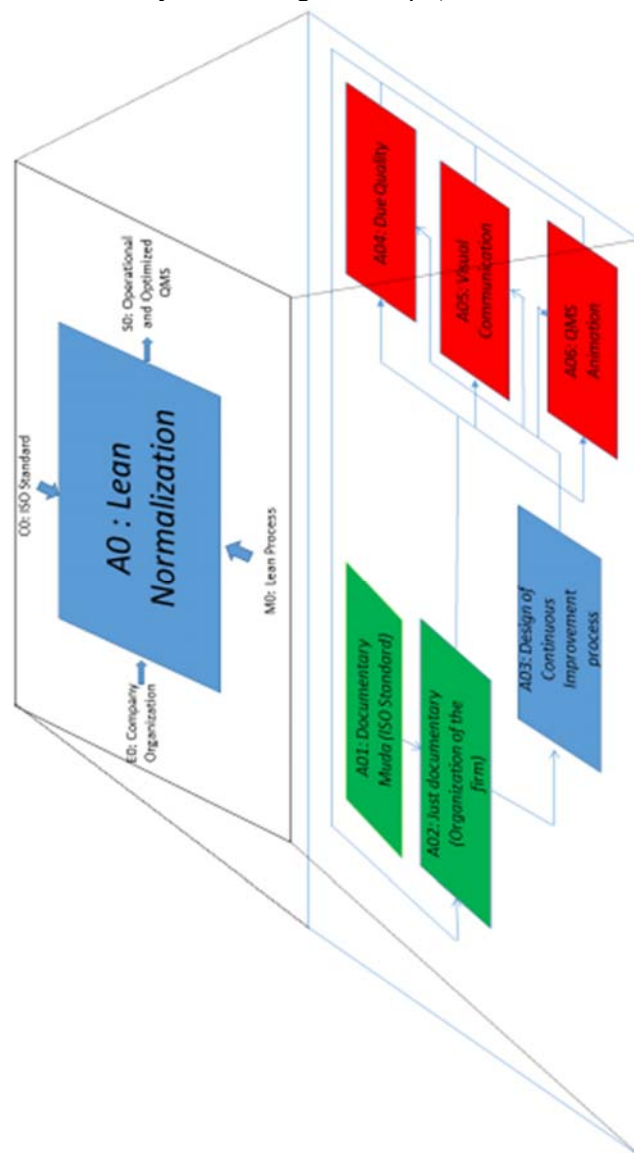 C0: ISO Standard
E0: Company
Organization
A0 : Lean
Normalization
S0: Operational
and Optimized
QMS
M0: Lean Process
A01: Documentary
Muda (ISO Standard)
A02: Just documentary
(Organization of the
firm)
A03: Design of
Continuous
Improvement
process
A04: Due Quality
A05: Visual
Communication
A06: QMS
Animation